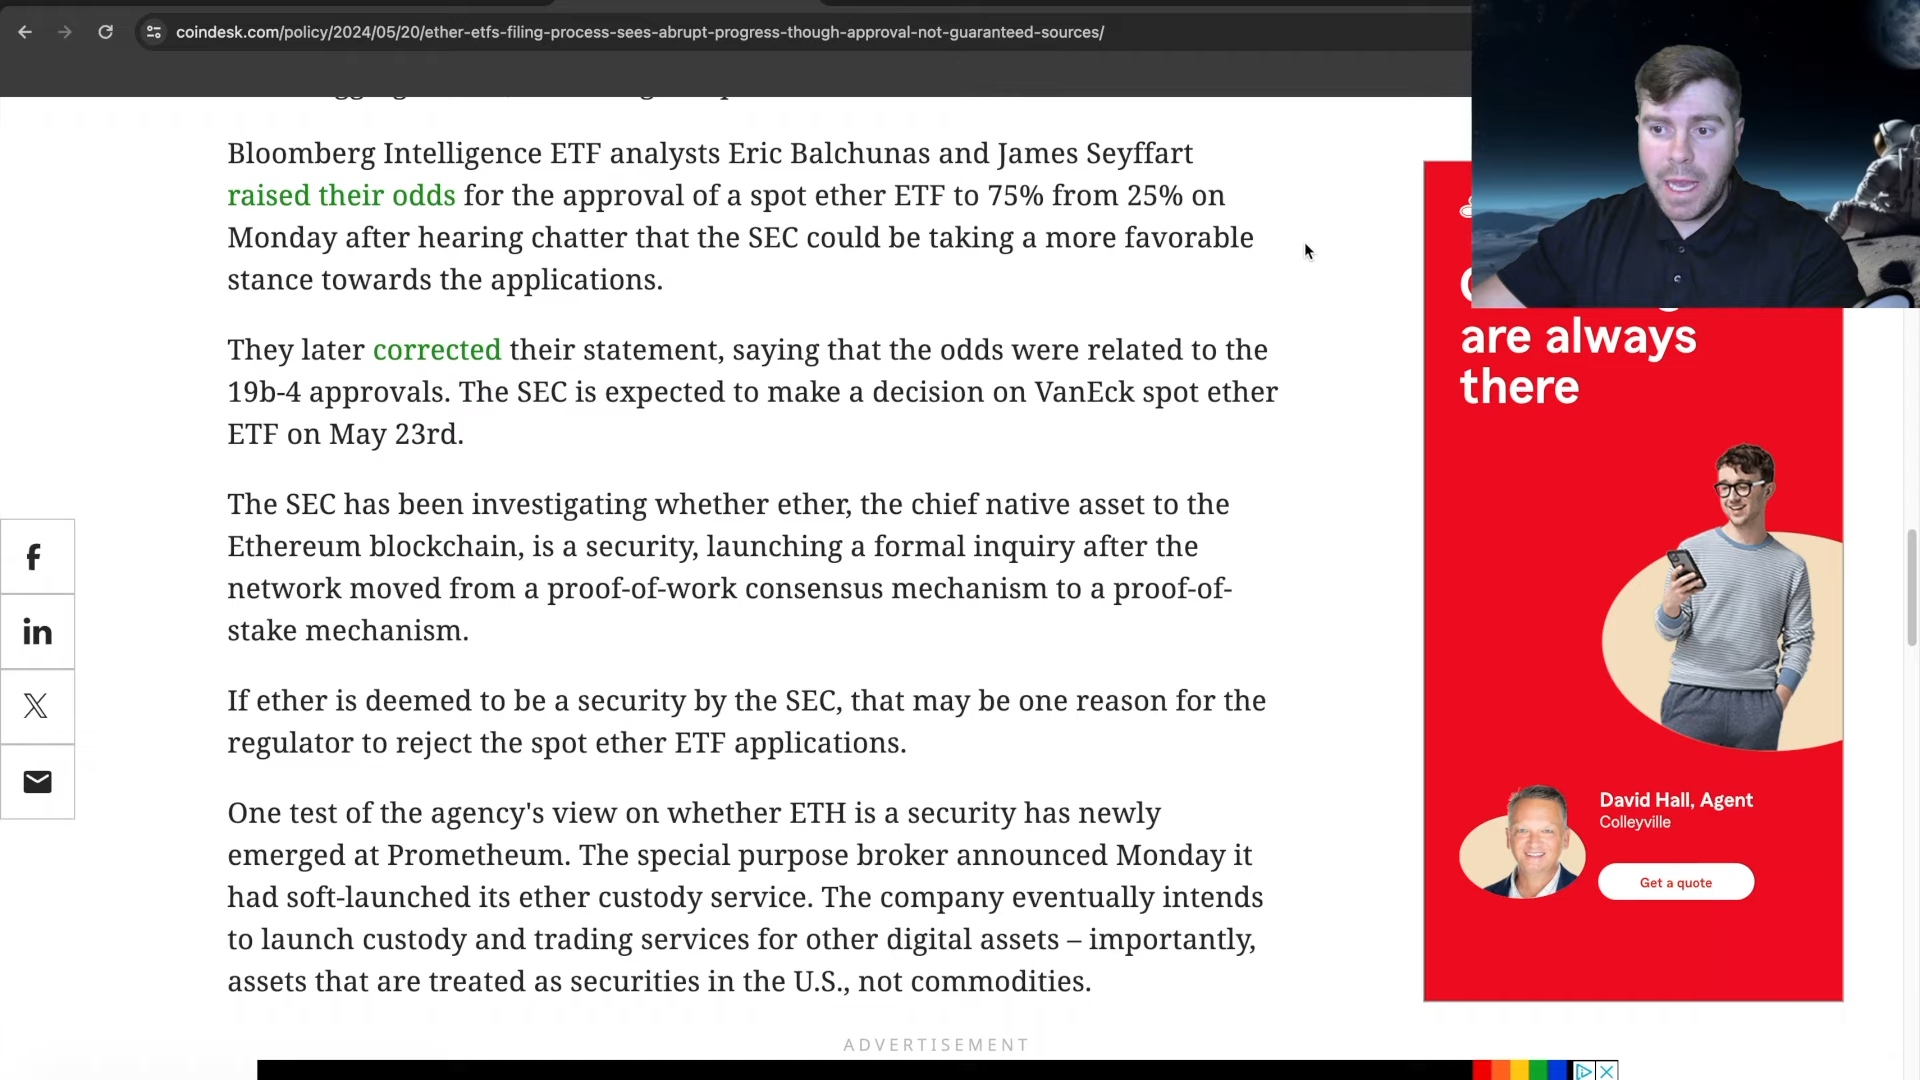 coindesk.com/policy/2024/05/20/ether-etfs-filing-process-sees-abrupt-progress-though-approval-not-guaranteed-sources/
Bloomberg Intelligence ETF analysts Eric Balchunas and James Seyffart
raised their odds for the approval of a spot ether ETF to 75% from 25% on
Monday after hearing chatter that the SEC could be taking a more favorable
stance towards the applications.
They later corrected their statement, saying that the odds were related to the
19b-4 approvals. The SEC is expected to make a decision on VanEck spot ether
ETF on May 23rd.
The SEC has been investigating whether ether, the chief native asset to the
Ethereum blockchain, is a security, launching a formal inquiry after the
network moved from a proof-of-work consensus mechanism to a proof-of-
stake mechanism.
If ether is deemed to be a security by the SEC, that may be one reason for the
regulator to reject the spot ether ETF applications.
One test of the agency's view on whether ETH is a security has newly
emerged at Prometheum. The special purpose broker announced Monday it
had soft-launched its ether custody service. The company eventually intends
to launch custody and trading services for other digital assets – importantly,
assets that are treated as securities in the U.S., not commodities.
ADVERTISEMENT
are always
there
David Hall, Agent
Colleyville
Get a quote
f
in
X